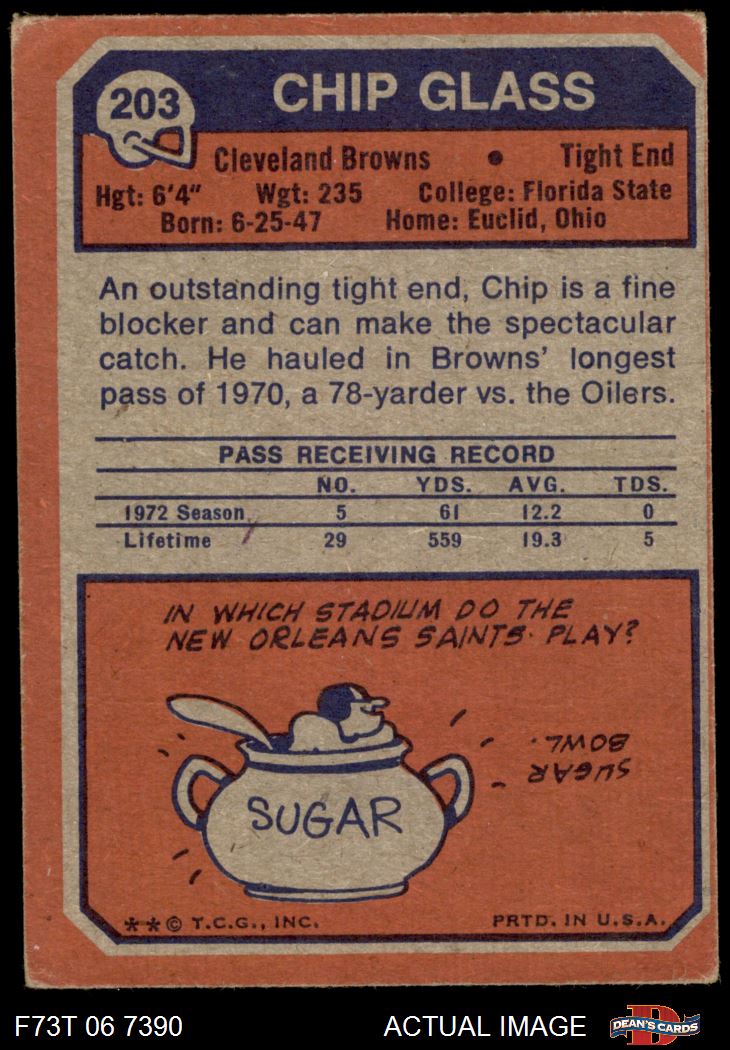 203
CHIP GLASS
Cleveland Browns • Tight End
Hgt: 6'4" Wgt: 235 College: Florida State
Born: 6-25-47 Home: Euclid, Ohio
An outstanding tight end, Chip is a fine
blocker and can make the spectacular
catch. He hauled in Browns' longest
pass of 1970, a 78-yarder vs. the Oilers.
PASS RECEIVING RECORD
NO. YDS. AVG. TDS.
1972 Season 5 61 12.2 0
Lifetime 29 559 19.3 5
IN WHICH STADIUM DO THE
NEW ORLEANS SAINTS PLAY?
SUGAR
BOWL.
SUGAR
**© T.C.G., INC. PRTD. IN U.S.A.
F73T 06 7390 ACTUAL IMAGE D DEAN'S CARDS